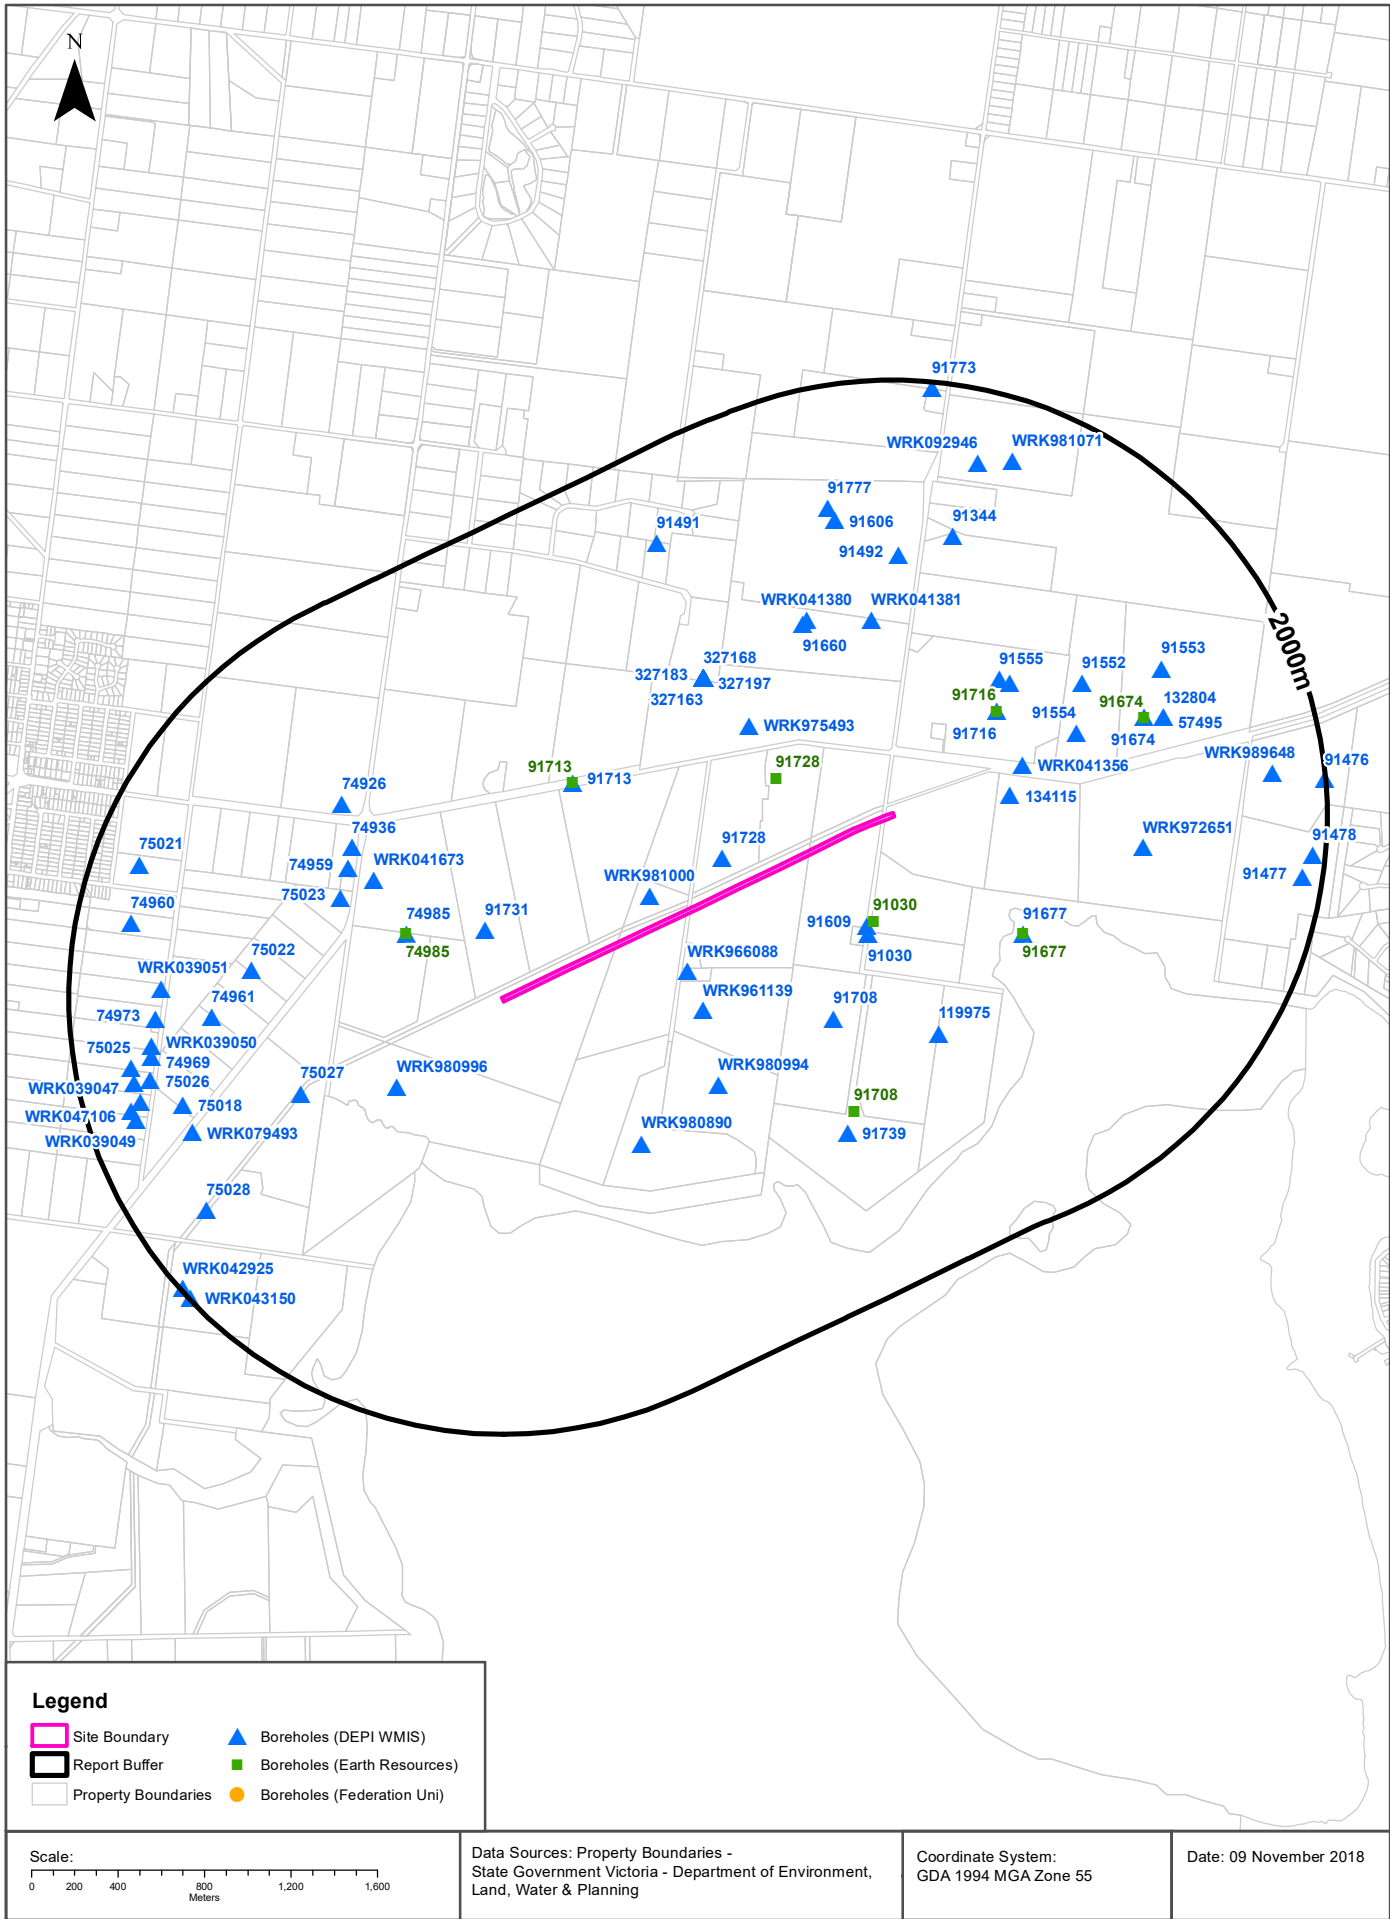 N
91773
WRK092946
WRK981071
91777
91606
91344
91491
91492
WRK041380
WRK041381
91660
2000m
327168
327183
327197
327163
91555
91552
91553
91716
91674
132804
91554
57495
91716
91674
WRK975493
WRK041356
WRK989648
91476
91713
91713
91728
134115
74926
74936
75021
74959
WRK041673
91728
WRK972651
91478
91477
75023
WRK981000
74960
74985
91731
91030
91609
91677
74985
91030
91677
75022
WRK039051
WRK966088
74961
WRK961139
91708
119975
74973
WRK039050
75025
74969
75026
WRK039047
75027
WRK980996
WRK980994
75018
WRK047106
WRK079493
WRK039049
91708
WRK980890
91739
75028
WRK042925
WRK043150
Legend
Site Boundary
Boreholes (DEPI WMIS)
Report Buffer
Boreholes (Earth Resources)
Property Boundaries
Boreholes (Federation Uni)
Scale:
0 200 400 800 1,200 1,600
Meters
Data Sources: Property Boundaries -
State Government Victoria - Department of Environment,
Land, Water & Planning
Coordinate System:
GDA 1994 MGA Zone 55
Date: 09 November 2018